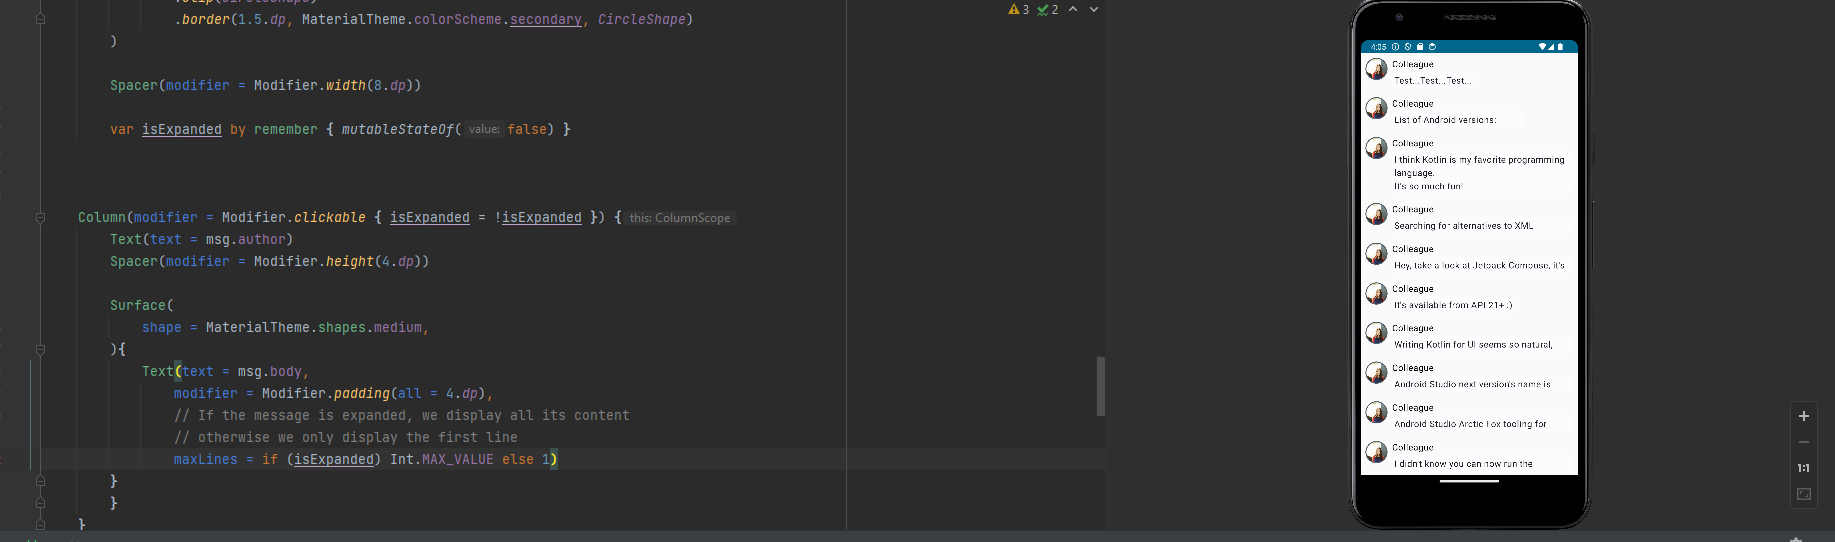 .clip(CircleShape)
.border(1.5.dp, MaterialTheme.colorScheme.secondary, CircleShape)
)
Spacer(modifier = Modifier.width(8.dp))
var isExpanded by remember { mutableStateOf( value: false) }
Column(modifier = Modifier.clickable { isExpanded = !isExpanded }) { this: ColumnScope
Text(text = msg.author)
Spacer(modifier = Modifier.height(4.dp))
Surface(
shape = MaterialTheme.shapes.medium,
){
Text(text = msg.body,
modifier = Modifier.padding(all = 4.dp),
// If the message is expanded, we display all its content
// otherwise we only display the first line
maxLines = if (isExpanded) Int.MAX_VALUE else 1)
}
}
}
3 2
4:05
Colleague
Test...Test...Test...
Colleague
List of Android versions:
Colleague
I think Kotlin is my favorite programming
language.
It's so much fun!
Colleague
Searching for alternatives to XML
Colleague
Hey, take a look at Jetpack Compose, it's
Colleague
It's available from API 21+ :)
Colleague
Writing Kotlin for UI seems so natural,
Colleague
Android Studio next version's name is
Colleague
Android Studio Arctic Fox tooling for
Colleague
I didn't know you can now run the
1:1